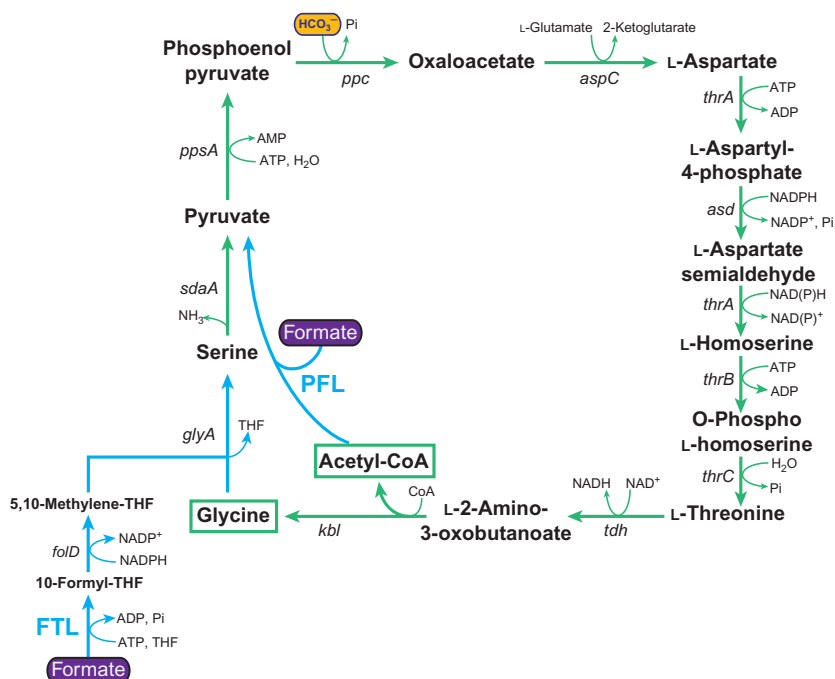 HCO₃⁻ Pi
Phosphoenol
pyruvate
ppc
Oxaloacetate
L-Glutamate 2-Ketoglutarate
aspC
L-Aspartate
thrA
ATP
ADP
L-Aspartyl-
4-phosphate
asd
NADPH
NADP⁺, Pi
L-Aspartate
semialdehyde
thrA
NAD(P)H
NAD(P)⁺
L-Homoserine
thrB
ATP
ADP
O-Phospho
L-homoserine
thrC
H₂O
Pi
L-Threonine
NADH NAD⁺
tdh
L-2-Amino-
3-oxobutanoate
CoA
kbl
Acetyl-CoA
Glycine
PFL
Formate
ppsA
AMP
ATP, H₂O
Pyruvate
sdaA
NH₃
Serine
glyA
THF
5,10-Methylene-THF
folD
NADP⁺
NADPH
10-Formyl-THF
FTL
ADP, Pi
ATP, THF
Formate